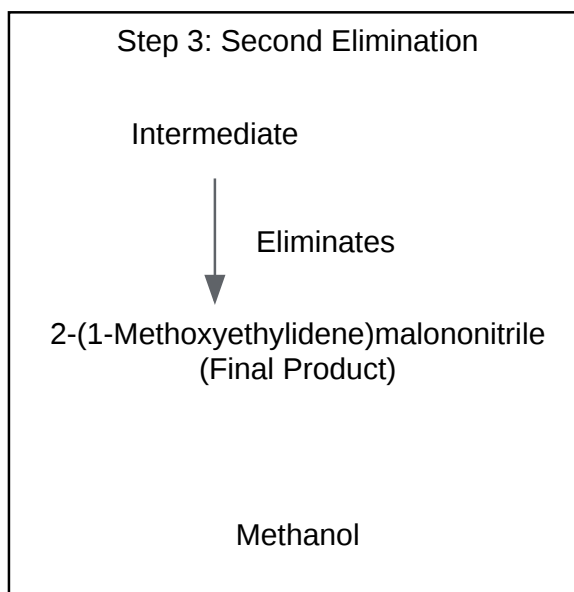 Step 3: Second Elimination
Intermediate
Eliminates
2-(1-Methoxyethylidene)malononitrile
(Final Product)
Methanol